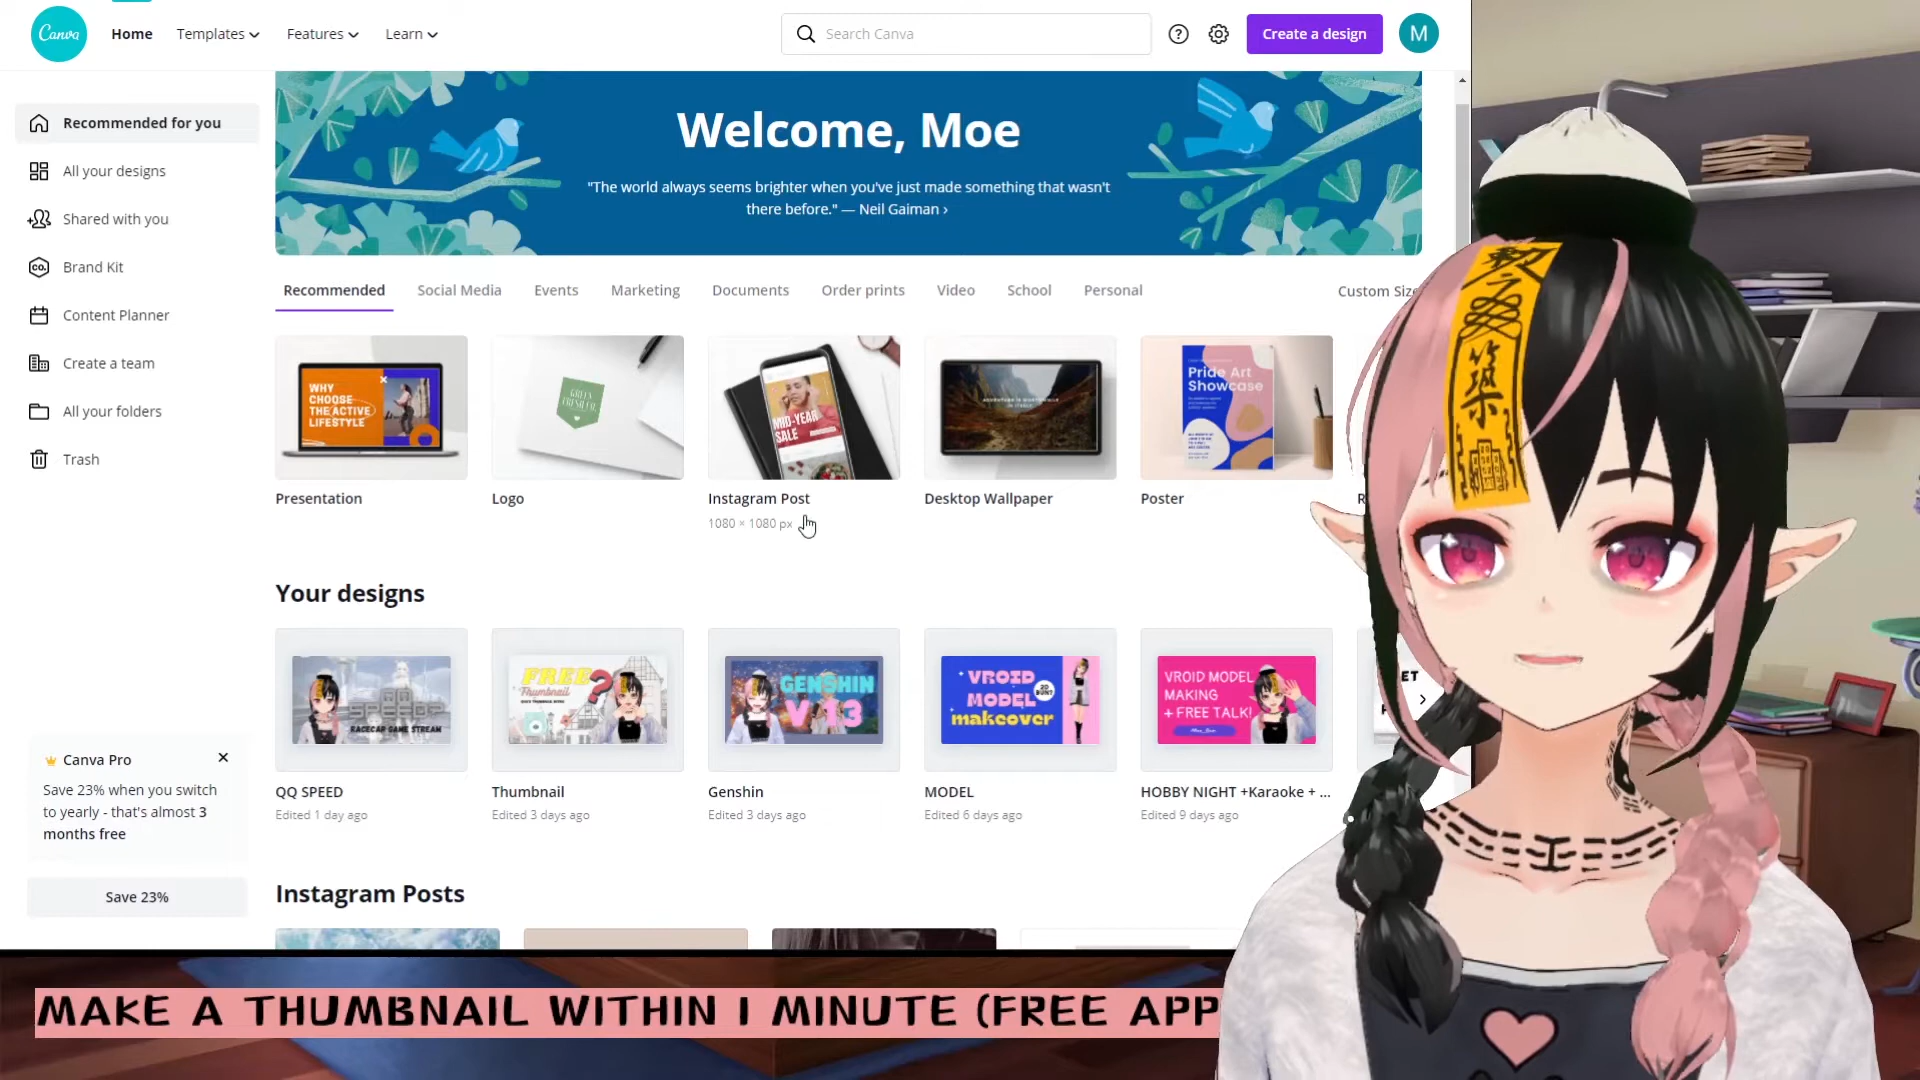 Canva
Home
Templates
Features
Learn
Search Canva
Create a design
M
Recommended for you
All your designs
Shared with you
Brand Kit
Content Planner
Create a team
All your folders
Trash
Welcome, Moe
"The world always seems brighter when you've just made something that wasn't
there before." — Neil Gaiman ›
Recommended
Social Media
Events
Marketing
Documents
Order prints
Video
School
Personal
Custom Size
WHY
CHOOSE
THE ACTIVE
LIFESTYLE
MID-YEAR
SALE
Pride Art
Showcase
Presentation
Logo
Instagram Post
1080 × 1080 px
Desktop Wallpaper
Poster
Your designs
QQ
SPEED?
RACECAR GAME STREAM
FREE
Thumbnail
?
GENSHIN
V 1.3
VROID
MODEL
makeover
VROID MODEL
MAKING
+ FREE TALK!
ET
QQ SPEED
Edited 1 day ago
Thumbnail
Edited 3 days ago
Genshin
Edited 3 days ago
MODEL
Edited 6 days ago
HOBBY NIGHT +Karaoke + ...
Edited 9 days ago
Canva Pro
Save 23% when you switch
to yearly - that's almost 3
months free
Save 23%
Instagram Posts
MAKE A THUMBNAIL WITHIN 1 MINUTE (FREE APP